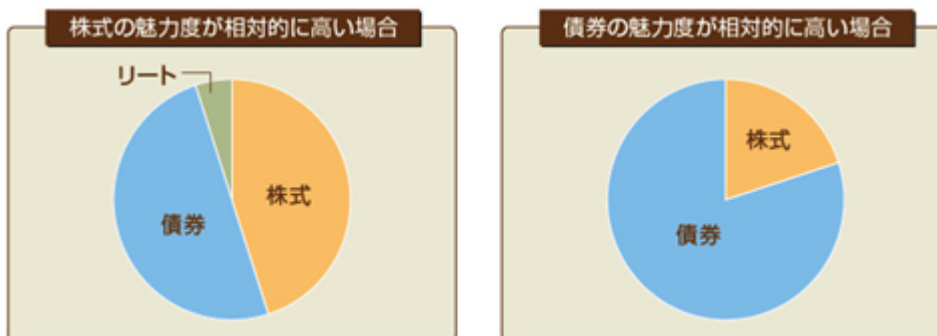 株式の魅力度が相対的に高い場合
リート
株式
債券
債券の魅力度が相対的に高い場合
株式
債券